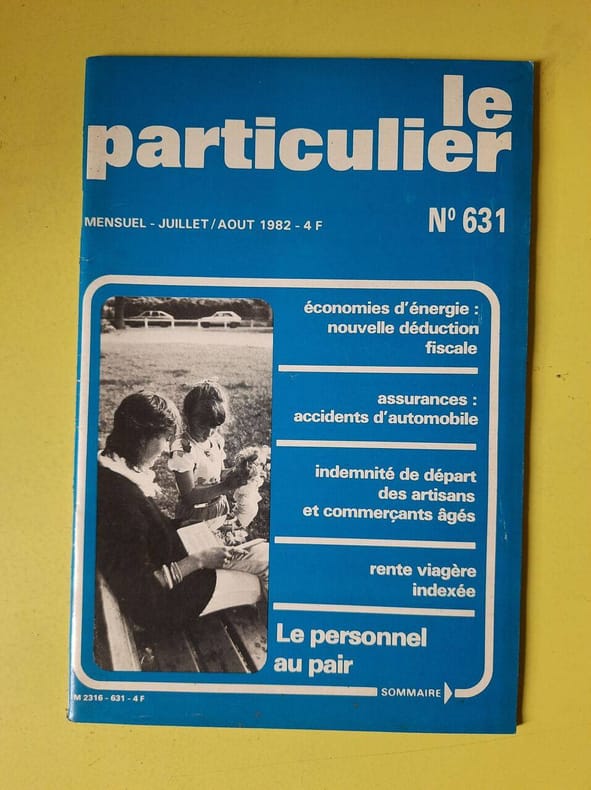 le
particulier
MENSUEL - JUILLET/AOUT 1982 - 4 F
N° 631
économies d'énergie :
nouvelle déduction
fiscale
assurances :
accidents d'automobile
indemnité de départ
des artisans
et commerçants âgés
rente viagère
indexée
Le personnel
au pair
SOMMAIRE
M 2316 - 631 - 4 F